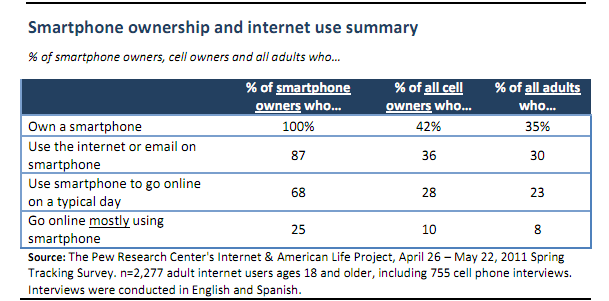 Smartphone ownership and internet use summary
% of smartphone owners, cell owners and all adults who…
% of smartphone owners who… % of all cell owners who… % of all adults who…
Own a smartphone 100% 42% 35%
Use the internet or email on smartphone 87 36 30
Use smartphone to go online on a typical day 68 28 23
Go online mostly using smartphone 25 10 8
Source: The Pew Research Center's Internet & American Life Project, April 26 – May 22, 2011 Spring
Tracking Survey. n=2,277 adult internet users ages 18 and older, including 755 cell phone interviews.
Interviews were conducted in English and Spanish.